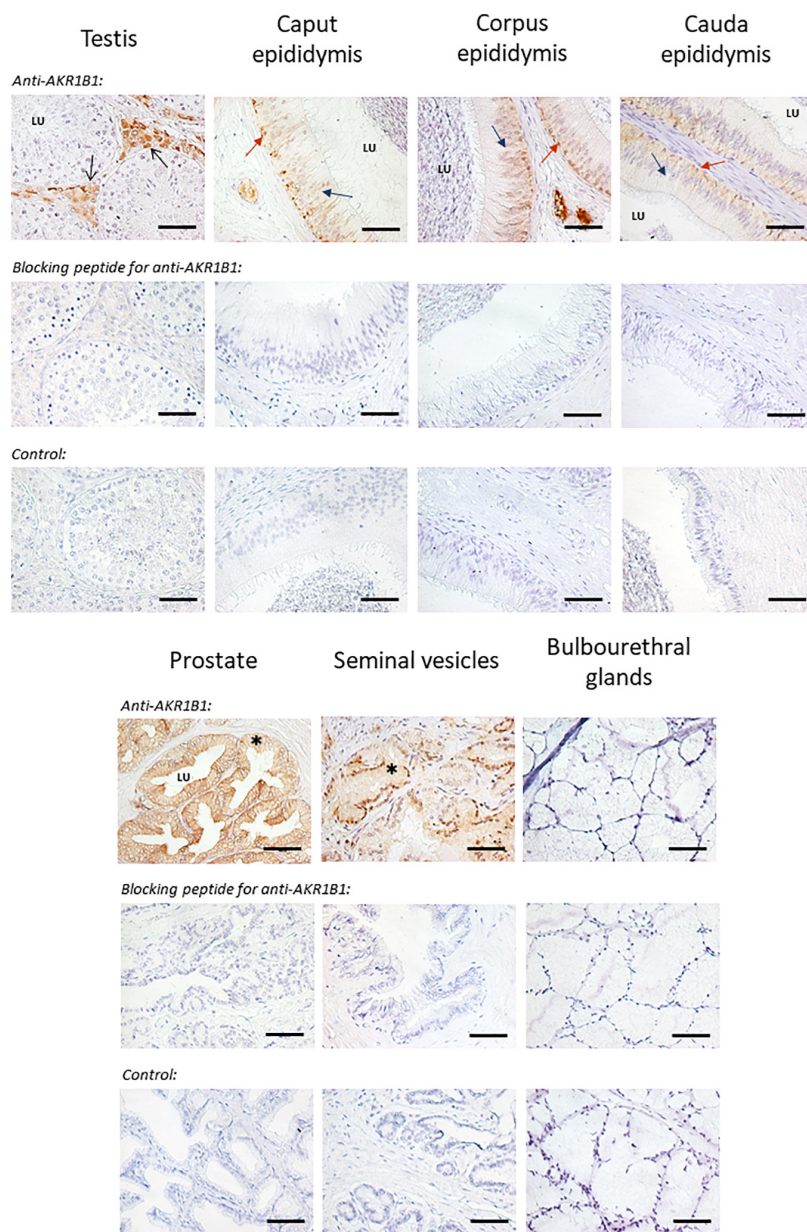 Testis
Caput
epididymis
Corpus
epididymis
Cauda
epididymis
Anti-AKR1B1:
LU
LU
LU
LU
LU
Blocking peptide for anti-AKR1B1:
Control:
Prostate
Seminal vesicles
Bulbourethral
glands
Anti-AKR1B1:
*
LU
*
Blocking peptide for anti-AKR1B1:
Control: